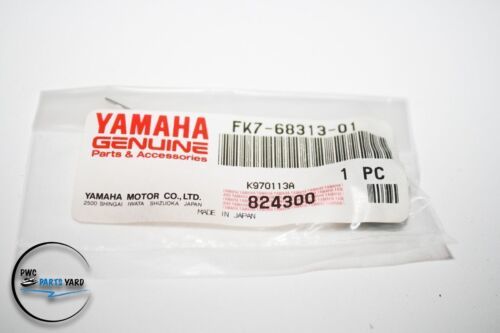 YAMAHA
GENUINE
Parts & Accessories
FK7-68313-01
1 PC
K970113A
YAMAHA MOTOR CO.,LTD.
2500 SHINGAI IWATA SHIZUOKA JAPAN
824300
MADE IN JAPAN
PWC
PARTS YARD